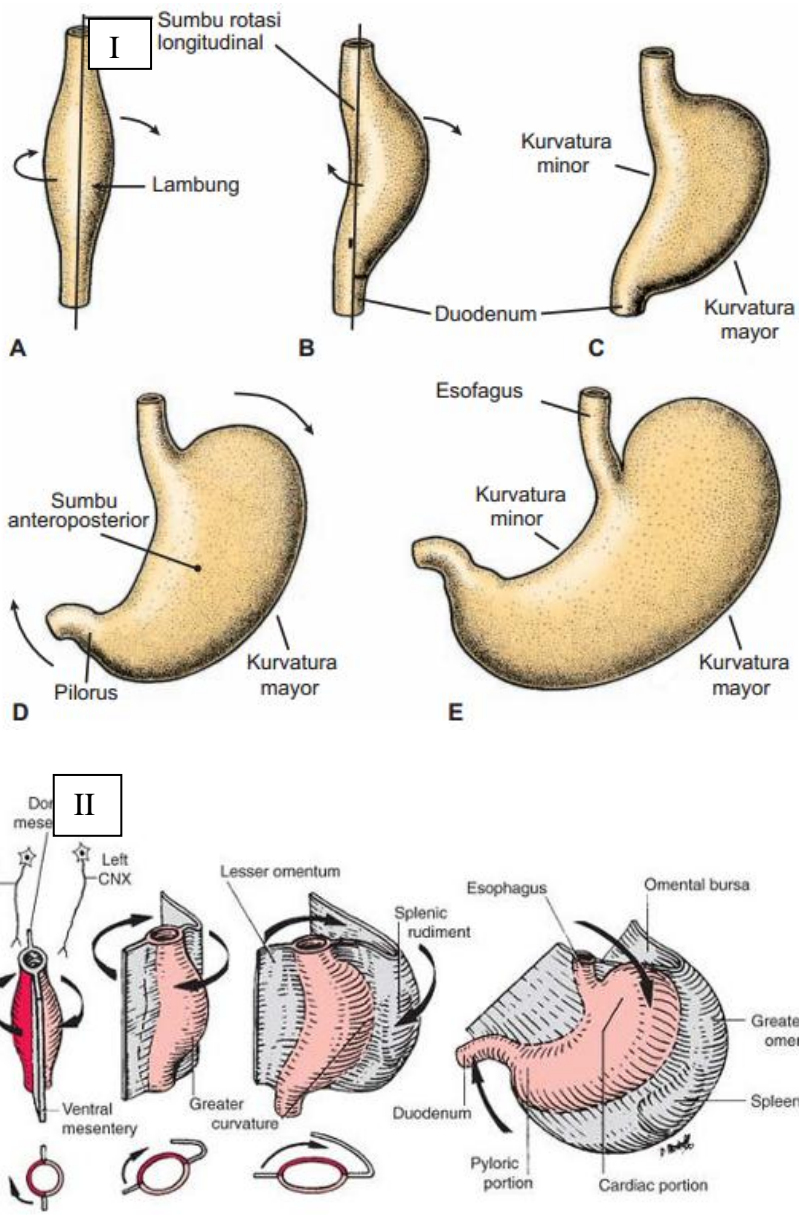 I
Sumbu rotasi
longitudinal
Lambung
Duodenum
Kurvatura
minor
Kurvatura
mayor
A
B
C
Sumbu
anteroposterior
Pilorus
Kurvatura
mayor
D
Esofagus
Kurvatura
minor
Kurvatura
mayor
E
II
Left
CNX
Ventral
mesentery
Lesser omentum
Greater
curvature
Splenic
rudiment
Esophagus
Omental bursa
Spleen
Duodenum
Pyloric
portion
Cardiac portion